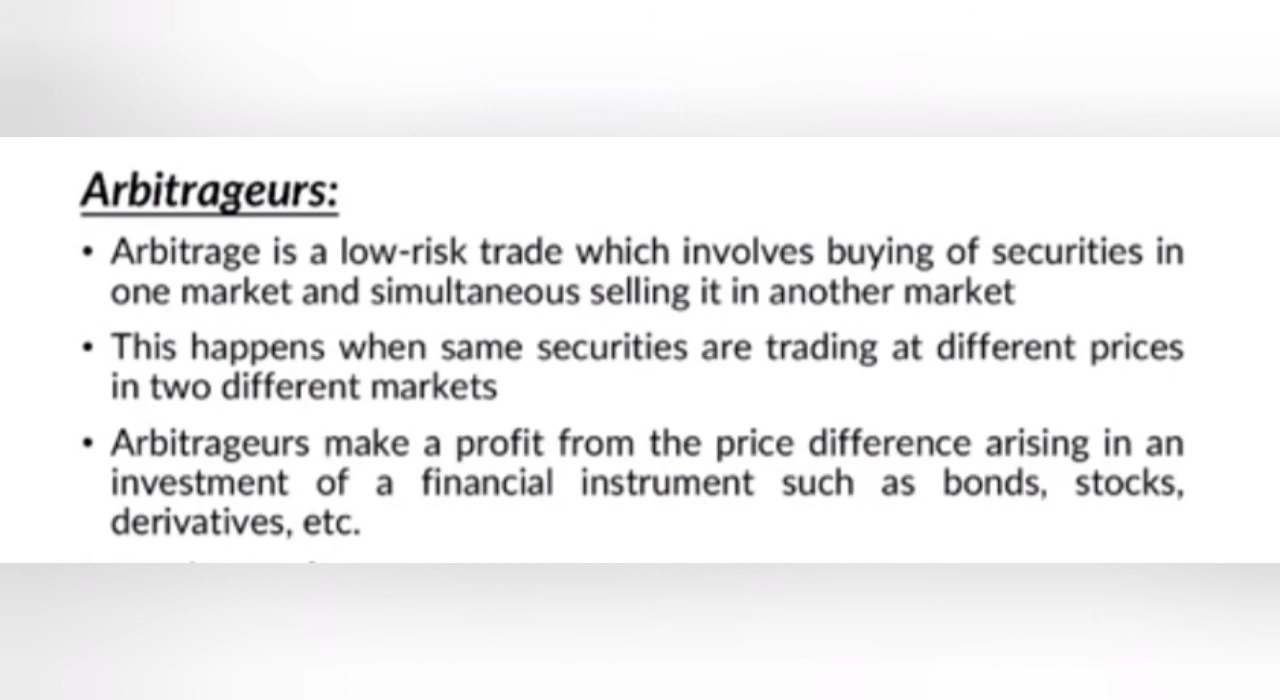 Arbitrageurs:
• Arbitrage is a low-risk trade which involves buying of securities in
one market and simultaneous selling it in another market
• This happens when same securities are trading at different prices
in two different markets
• Arbitrageurs make a profit from the price difference arising in an
investment of a financial instrument such as bonds, stocks,
derivatives, etc.